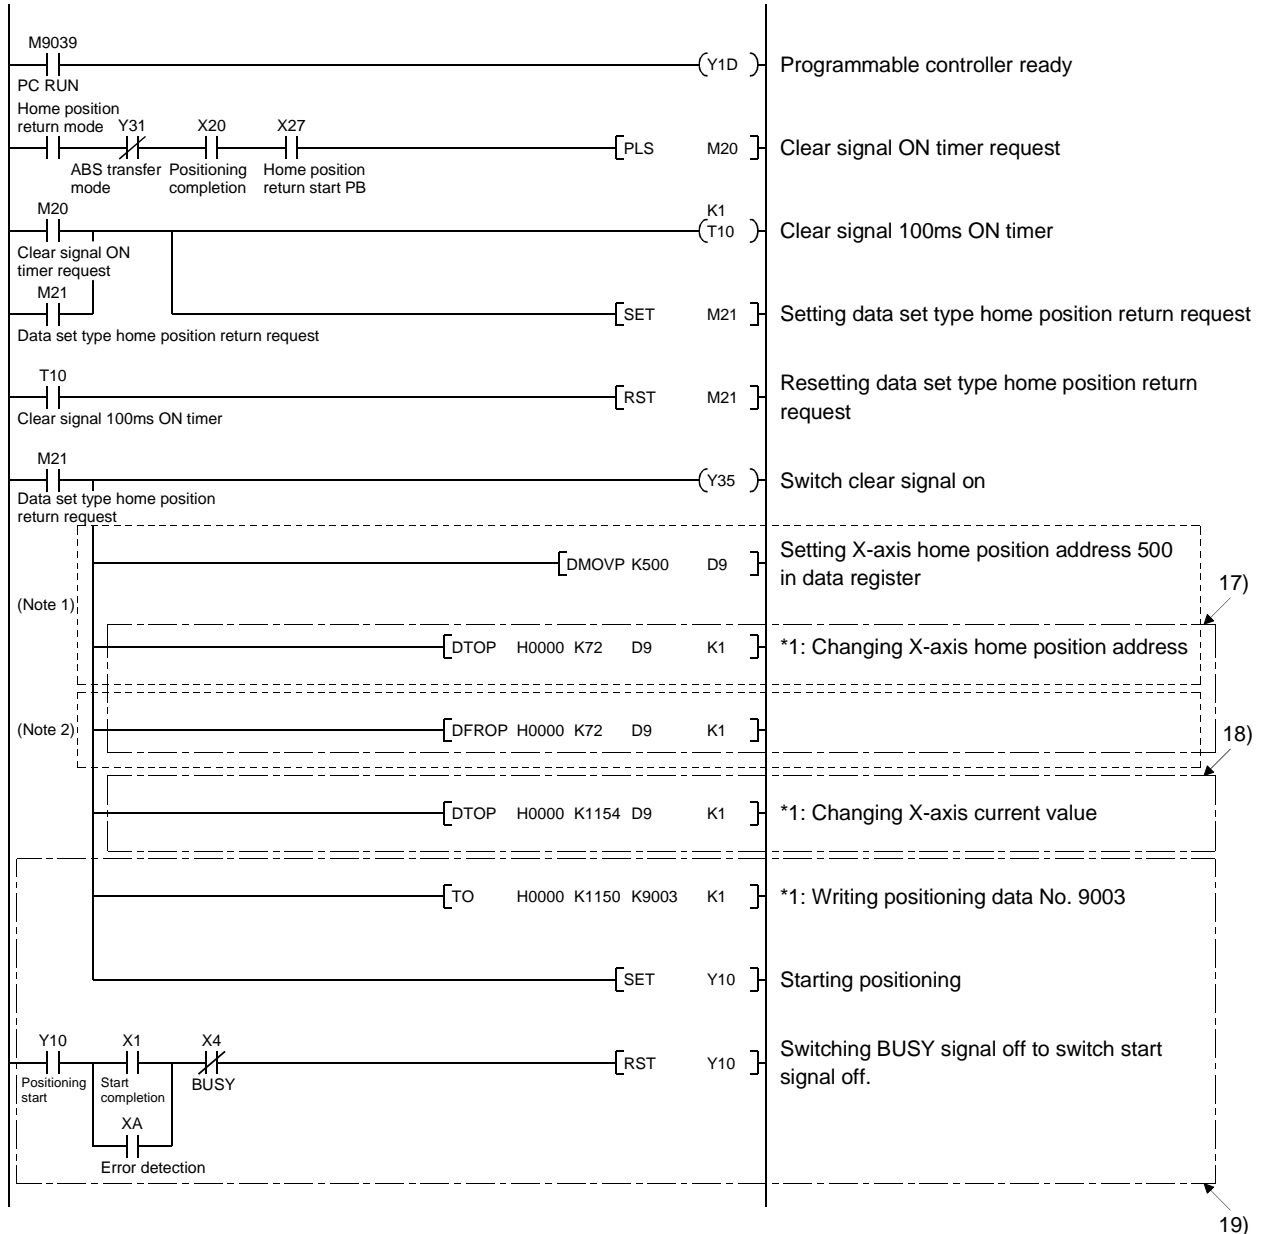 M9039
Y1D
Programmable controller ready
PC RUN
Home position
return mode
Y31
X20
X27
PLS M20
Clear signal ON timer request
ABS transfer
mode
Positioning
completion
Home position
return start PB
M20
K1
T10
Clear signal 100ms ON timer
Clear signal ON
timer request
M21
SET M21
Setting data set type home position return request
Data set type home position return request
T10
RST M21
Resetting data set type home position return
request
Clear signal 100ms ON timer
M21
Y35
Switch clear signal on
Data set type home position
return request
DMOVP K500 D9
Setting X-axis home position address 500
in data register
17)
(Note 1)
DTOP H0000 K72 D9 K1
*1: Changing X-axis home position address
(Note 2)
DFROP H0000 K72 D9 K1
18)
DTOP H0000 K1154 D9 K1
*1: Changing X-axis current value
TO H0000 K1150 K9003 K1
*1: Writing positioning data No. 9003
SET Y10
Starting positioning
Y10
X1
X4
RST Y10
Switching BUSY signal off to switch start
signal off.
Positioning
start
Start
completion
BUSY
XA
Error detection
19)